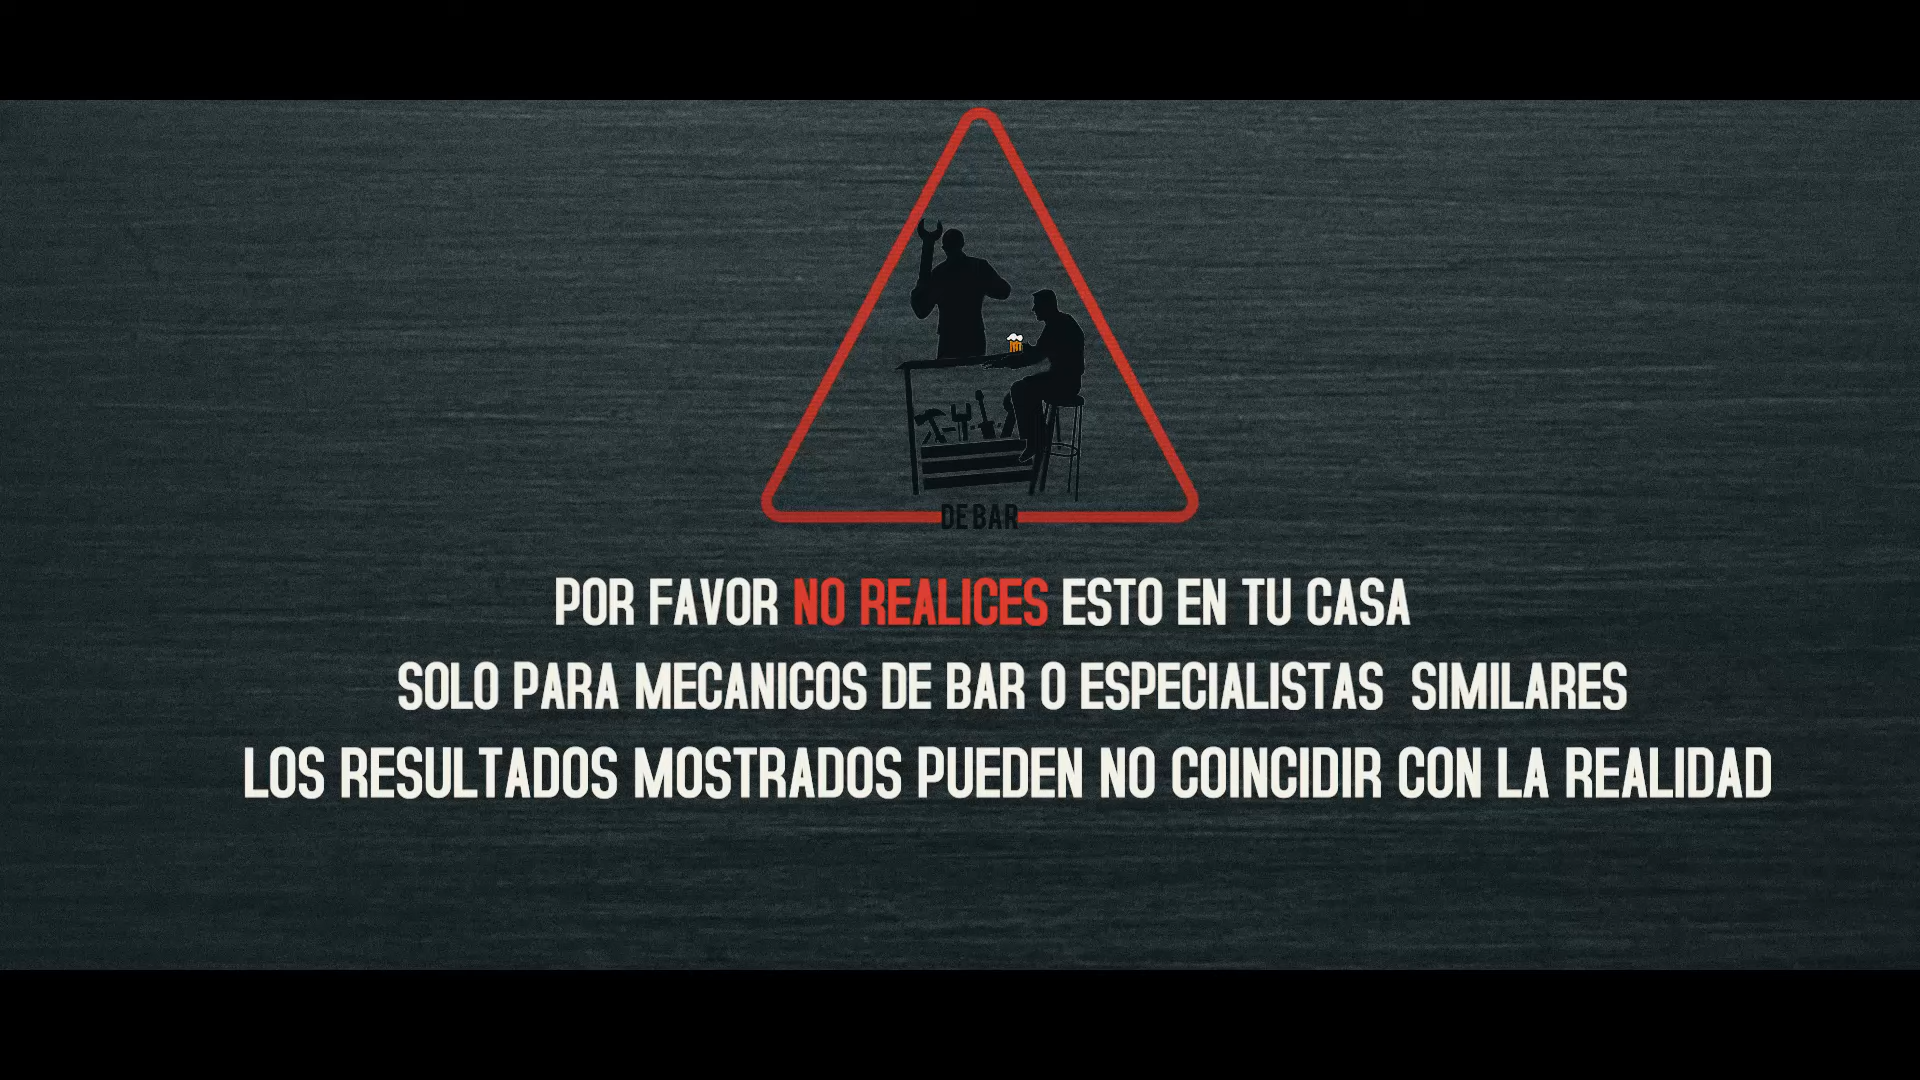 DE BAR
POR FAVOR NO REALICES ESTO EN TU CASA
SOLO PARA MECANICOS DE BAR O ESPECIALISTAS SIMILARES
LOS RESULTADOS MOSTRADOS PUEDEN NO COINCIDIR CON LA REALIDAD